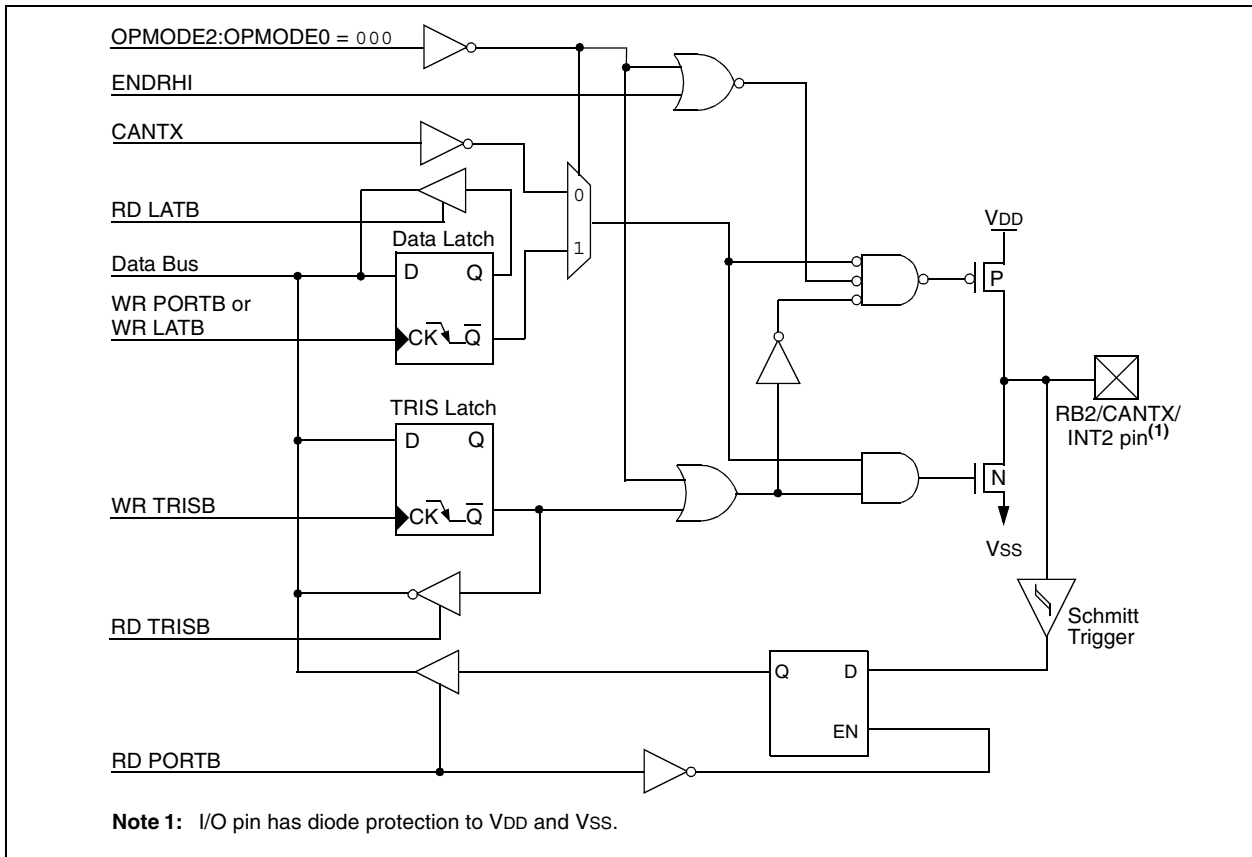 OPMODE2:OPMODE0 = 000
ENDRHI
CANTX
0
RD LATB
VDD
Data Latch
1
Data Bus
D Q
P
WR PORTB or
WR LATB
CK Q
TRIS Latch
RB2/CANTX/
INT2 pin(1)
D Q
N
WR TRISB
CK Q
VSS
Schmitt
Trigger
RD TRISB
Q D
EN
RD PORTB
Note 1: I/O pin has diode protection to VDD and VSS.